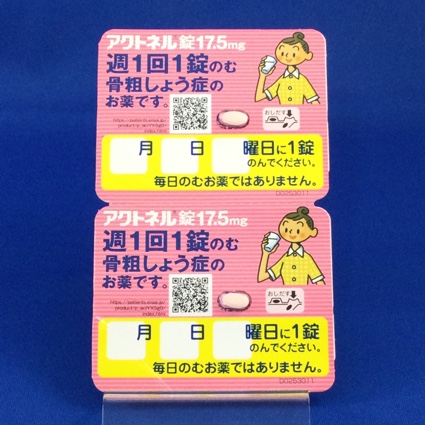 アクトネル錠17.5mg
週1回1錠のむ
骨粗しょう症の
お薬です。
おしだす
月 日 曜日に1錠
のんでください。
毎日のむお薬ではありません。
アクトネル錠17.5mg
週1回1錠のむ
骨粗しょう症の
お薬です。
おしだす
月 日 曜日に1錠
のんでください。
毎日のむお薬ではありません。
D0253011